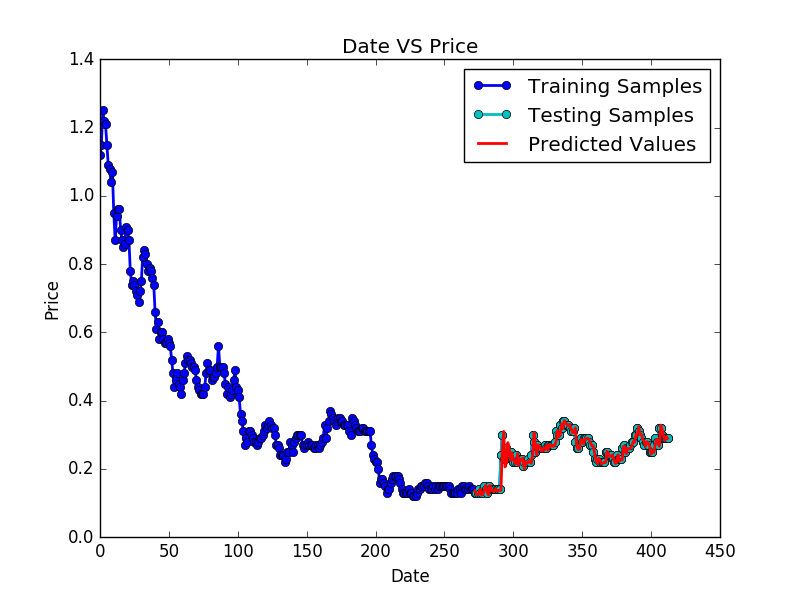 Date VS Price
1.4
1.2
1.0
0.8
0.6
0.4
0.2
0.0
Price
Training Samples
Testing Samples
Predicted Values
0 50 100 150 200 250 300 350 400 450
Date